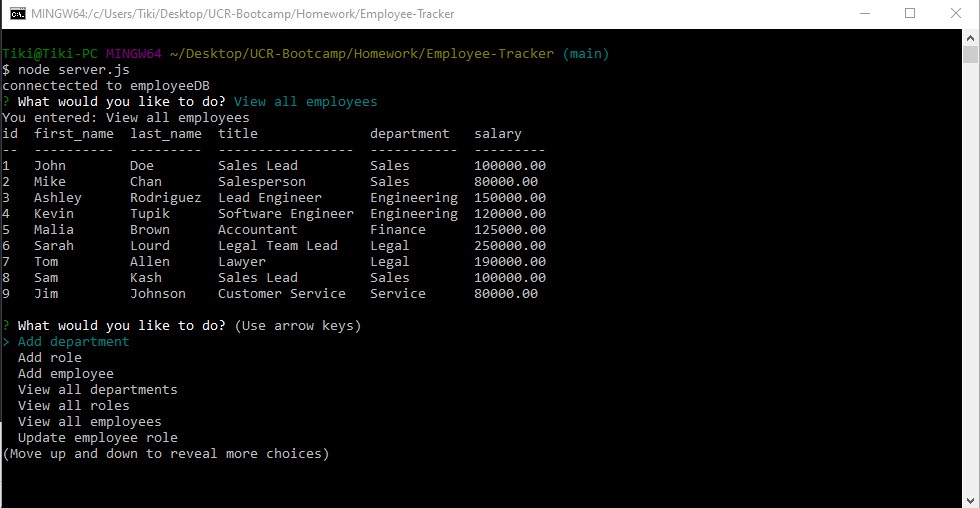 MINGW64:/c/Users/Tiki/Desktop/UCR-Bootcamp/Homework/Employee-Tracker
Tiki@Tiki-PC MINGW64 ~/Desktop/UCR-Bootcamp/Homework/Employee-Tracker (main)
$ node server.js
connectected to employeeDB
? What would you like to do? View all employees
You entered: View all employees
id  first_name  last_name  title              department   salary
--  ----------  ---------  -----------------  -----------  ---------
1   John        Doe        Sales Lead         Sales        100000.00
2   Mike        Chan       Salesperson        Sales        80000.00
3   Ashley      Rodriguez  Lead Engineer      Engineering  150000.00
4   Kevin       Tupik      Software Engineer  Engineering  120000.00
5   Malia       Brown      Accountant         Finance      125000.00
6   Sarah       Lourd      Legal Team Lead    Legal        250000.00
7   Tom         Allen      Lawyer             Legal        190000.00
8   Sam         Kash       Sales Lead         Sales        100000.00
9   Jim         Johnson    Customer Service   Service      80000.00
? What would you like to do? (Use arrow keys)
> Add department
  Add role
  Add employee
  View all departments
  View all roles
  View all employees
  Update employee role
(Move up and down to reveal more choices)